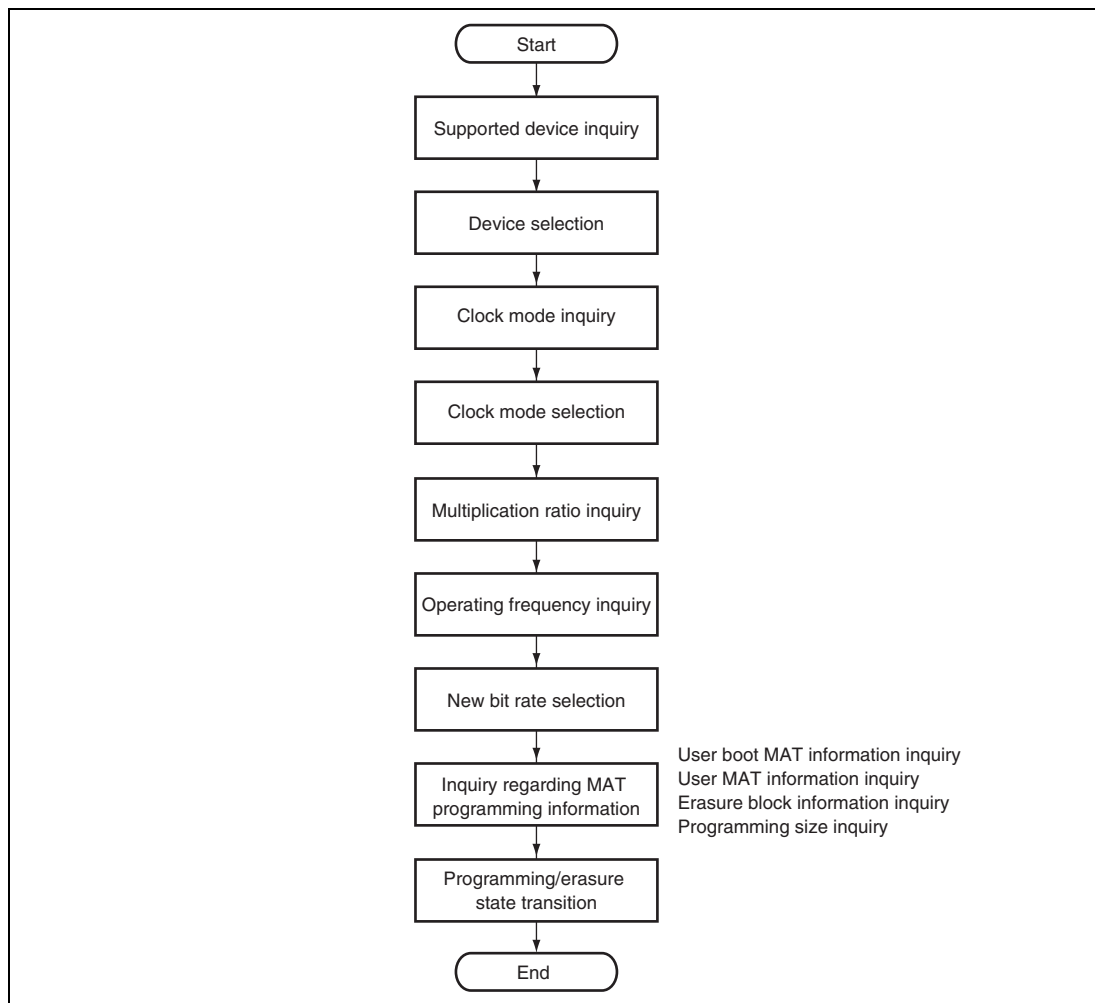 Start
Supported device inquiry
Device selection
Clock mode inquiry
Clock mode selection
Multiplication ratio inquiry
Operating frequency inquiry
New bit rate selection
Inquiry regarding MAT
programming information
User boot MAT information inquiry
User MAT information inquiry
Erasure block information inquiry
Programming size inquiry
Programming/erasure
state transition
End